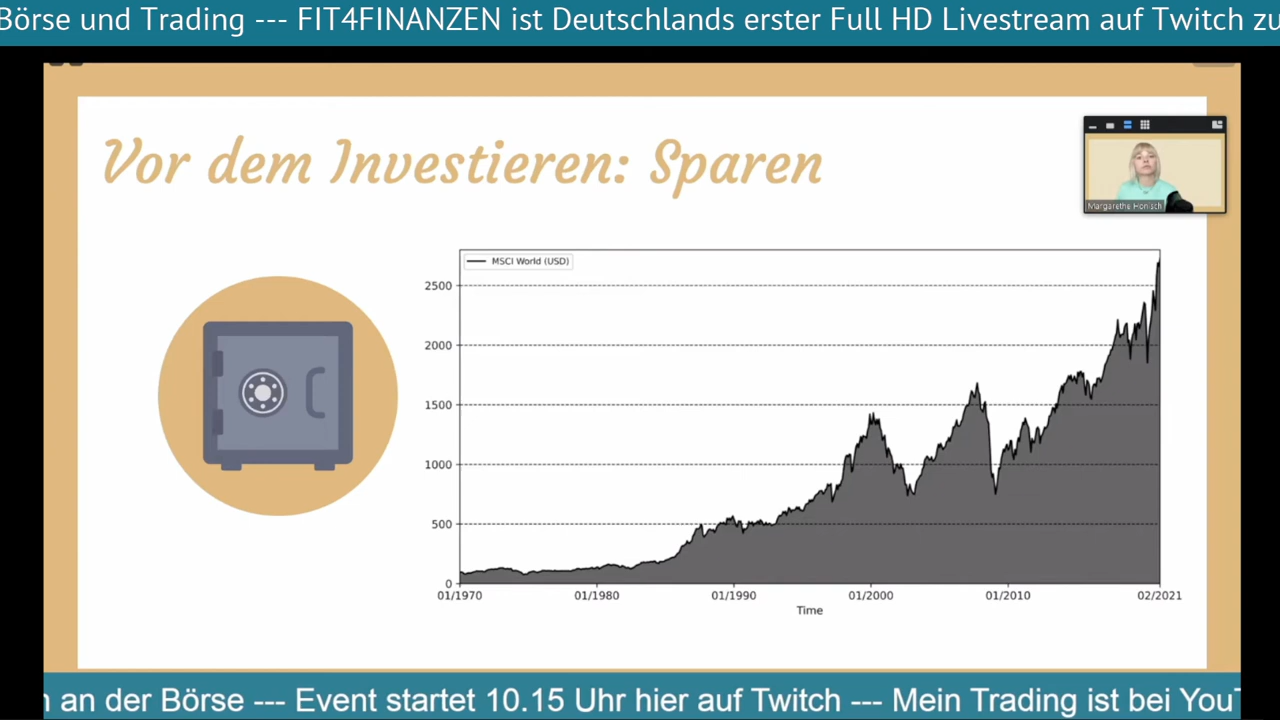 Börse und Trading --- FIT4FINANZEN ist Deutschlands erster Full HD Livestream auf Twitch zu
Vor dem Investieren: Sparen
Margarethe Honisch
MSCI World (USD)
2500
2000
1500
1000
500
0
01/1970 01/1980 01/1990 01/2000 01/2010 02/2021
Time
n an der Börse --- Event startet 10.15 Uhr hier auf Twitch --- Mein Trading ist bei YouT